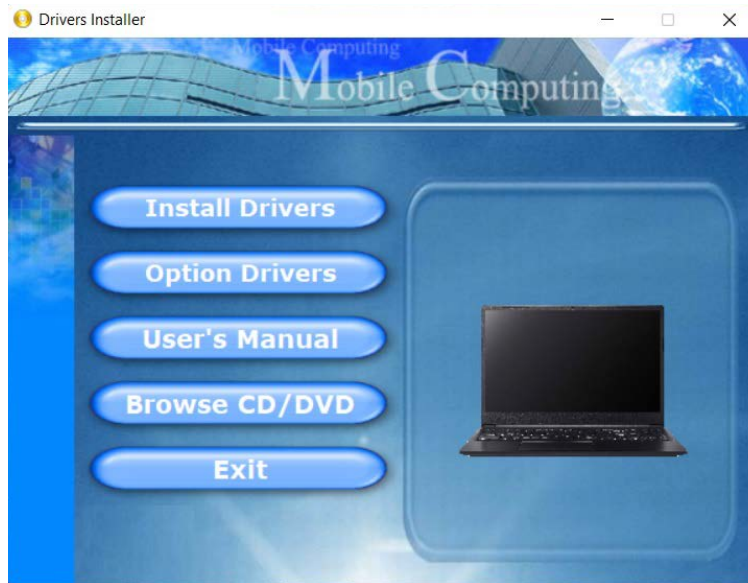 Drivers Installer
Mobile Computing
Mobile Computing
Install Drivers
Option Drivers
User's Manual
Browse CD/DVD
Exit